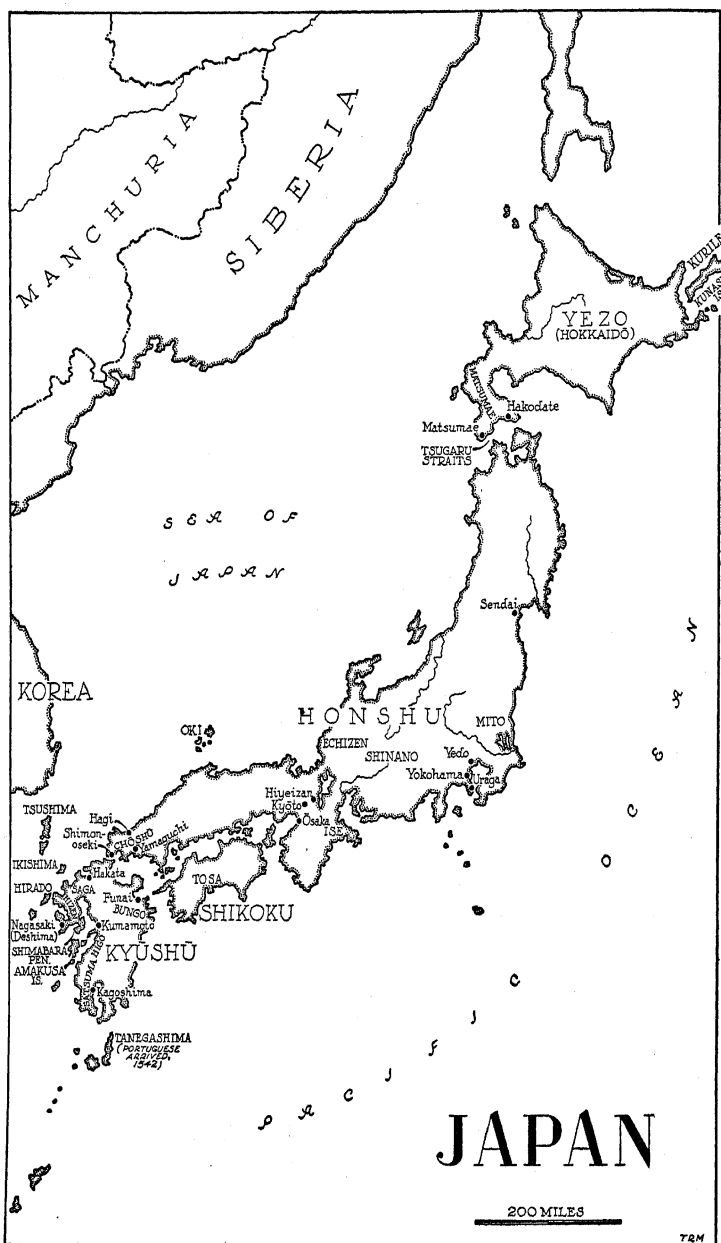 MANCHURIA
SIBERIA
KURILE
YEZO
(HOKKAIDŌ)
MATSUMAE
Hakodate
Matsumae
TSUGARU
STRAITS
SEA OF
JAPAN
Sendai
KOREA
HONSHU
OKI
ECHIZEN
MITO
SHINANO
Yedo
Yokohama
Uraga
Hiyeizan
Kyōto
Ōsaka
ISE
TSUSHIMA
Hagi
Shimon-
oseki
CHŌSHŪ
Yamaguchi
IKISHIMA
Hakata
HIRADO
SAGA
HIZEN
TOSA
Funai
BUNGO
SHIKOKU
Nagasaki
(Deshima)
Kumamoto
SHIMABARA
PEN.
KYŪSHŪ
AMAKUSA
IS.
HIGO
SATSUMA
Kagoshima
TANEGASHIMA
(PORTUGUESE
ARRIVED,
1542)
PACIFIC OCEAN
JAPAN
200 MILES
TRM